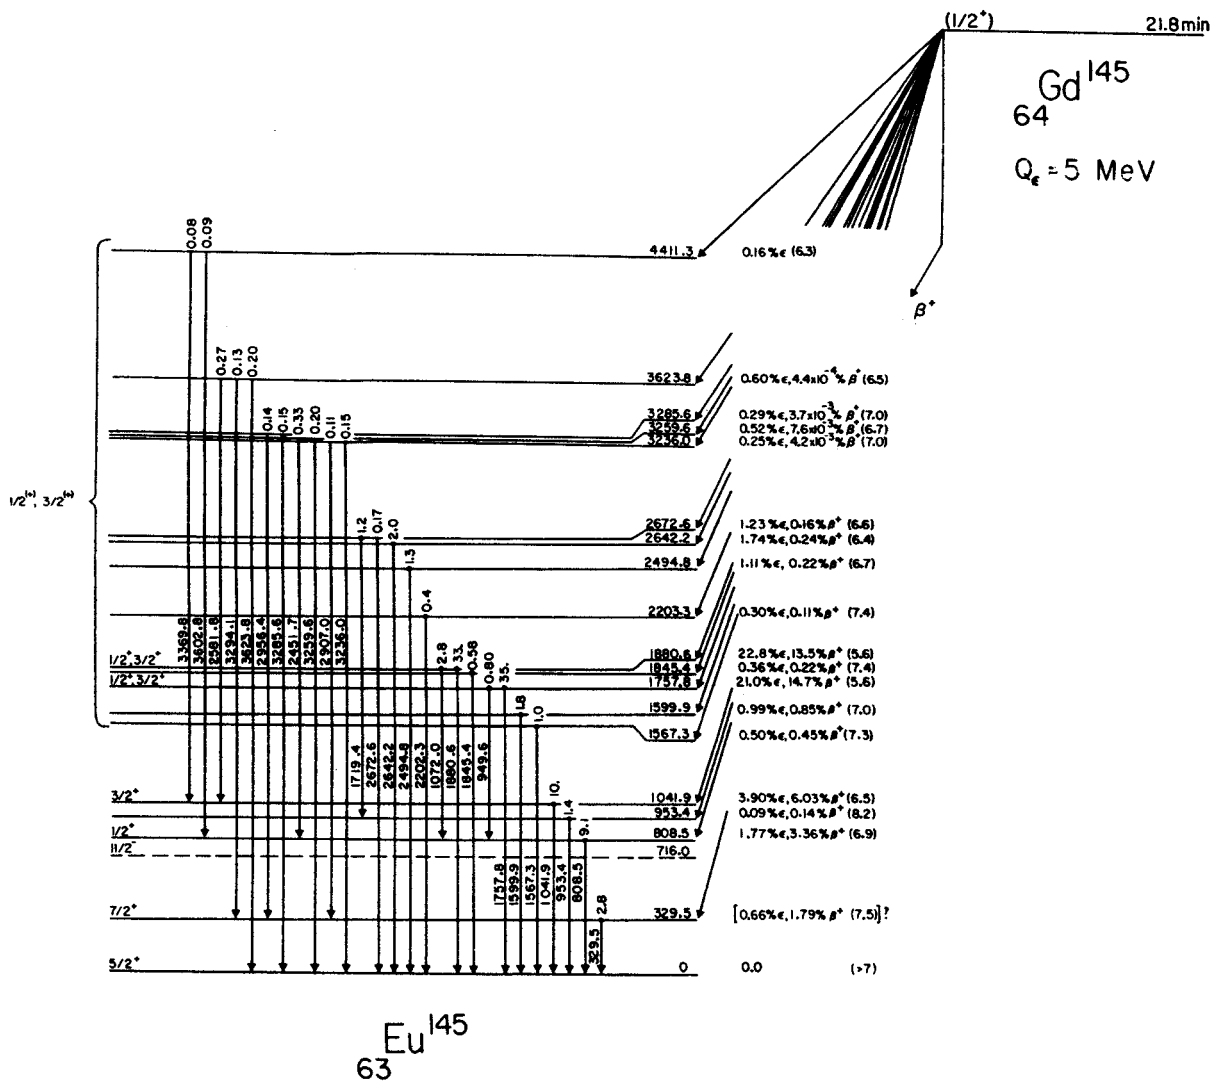 (1/2⁺) 21.8min
₆₄Gd¹⁴⁵
Qϵ = 5 MeV
0.08 0.09
4411.3 0.16%ϵ (6.3)
β⁺
0.27 0.13 0.20
3623.8 0.60%ϵ,4.4x10⁻⁴% β⁺(6.5)
0.14 0.15 0.33 0.20 0.11 0.15
3285.6 0.29%ϵ,3.7x10⁻³% β⁺(7.0)
3259.6 0.52%ϵ,7.6x10⁻³% β⁺(6.7)
3236.0 0.25%ϵ,4.2x10⁻³% β⁺(7.0)
1/2⁽⁺⁾, 3/2⁽⁺⁾
1.2 0.17 2.0
2672.6 1.23%ϵ,0.16%β⁺ (6.6)
2642.2 1.74%ϵ,0.24%β⁺ (6.4)
1.3
2494.8 1.11%ϵ, 0.22%β⁺ (6.7)
0.4
2203.3 0.30%ϵ,0.11%β⁺ (7.4)
3369.8 3602.8 2581.8 3294.1 3623.8 2956.4 3285.6 2451.7 3259.6 2907.0 3236.0
2.8 33. 0.58 0.80 35.
1/2⁺,3/2⁺ 1880.6 22.8%ϵ,13.5%β⁺ (5.6)
1845.4 0.36%ϵ,0.22%β⁺ (7.4)
1/2⁺,3/2⁺ 1757.8 21.0%ϵ,14.7%β⁺ (5.6)
1.8 1.0
1599.9 0.99%ϵ,0.85%β⁺ (7.0)
1567.3 0.50%ϵ,0.45%β⁺(7.3)
1719.4 2672.6 2642.2 2494.8 2202.3 1072.0 1880.6 1845.4 949.6
10. 1.4 9.1
3/2⁺ 1041.9 3.90%ϵ,6.03%β⁺(6.5)
953.4 0.09%ϵ,0.14%β⁺ (8.2)
1/2⁺ 808.5 1.77%ϵ,3.36%β⁺ (6.9)
11/2⁻ 716.0
1757.8 1599.9 1567.3 1041.9 953.4 808.5
2.8
7/2⁺ 329.5 [0.66%ϵ,1.79% β⁺ (7.5)]?
329.5
5/2⁺ 0 0.0 (>7)
₆₃Eu¹⁴⁵